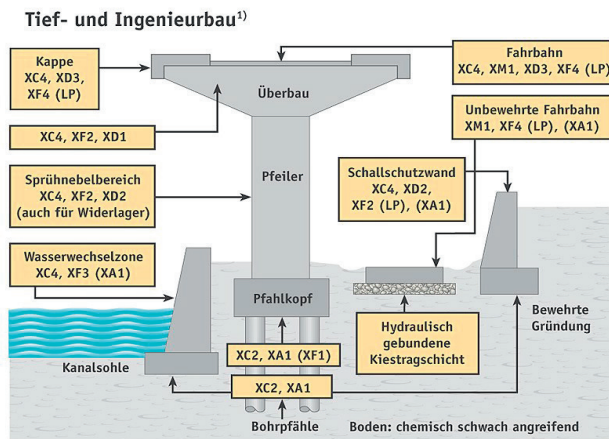 Tief- und Ingenieurbau¹⁾
Kappe
XC4, XD3,
XF4 (LP)
Fahrbahn
XC4, XM1, XD3, XF4 (LP)
Überbau
Unbewehrte Fahrbahn
XM1, XF4 (LP), (XA1)
XC4, XF2, XD1
Pfeiler
Schallschutzwand
XC4, XD2,
XF2 (LP), (XA1)
Sprühnebelbereich
XC4, XF2, XD2
(auch für Widerlager)
Wasserwechselzone
XC4, XF3 (XA1)
Pfahlkopf
Bewehrte
Gründung
Hydraulisch
gebundene
Kiestragschicht
XC2, XA1 (XF1)
Kanalsohle
XC2, XA1
Bohrpfähle
Boden: chemisch schwach angreifend